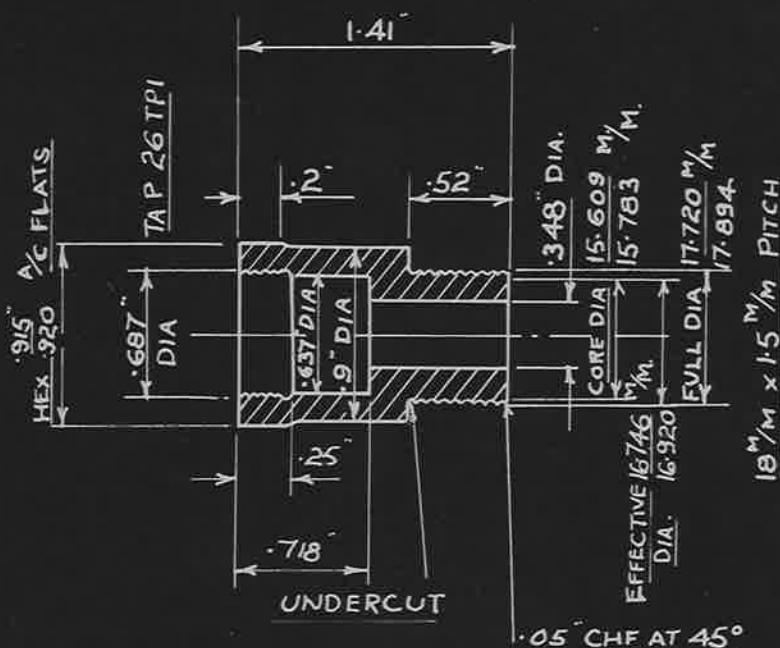 1·41"
.915"
HEX .920 A/C FLATS
TAP 26 TPI
.2"
.52"
.348" DIA.
15.609 M/M.
15.783
CORE DIA
17.720 M/M
17.894
FULL DIA
18 M/M x 1.5 M/M PITCH
.687"
DIA
.637" DIA
.9" DIA
EFFECTIVE 16.746 M/M.
DIA. 16.920
.25"
.718"
UNDERCUT
.05" CHF AT 45°